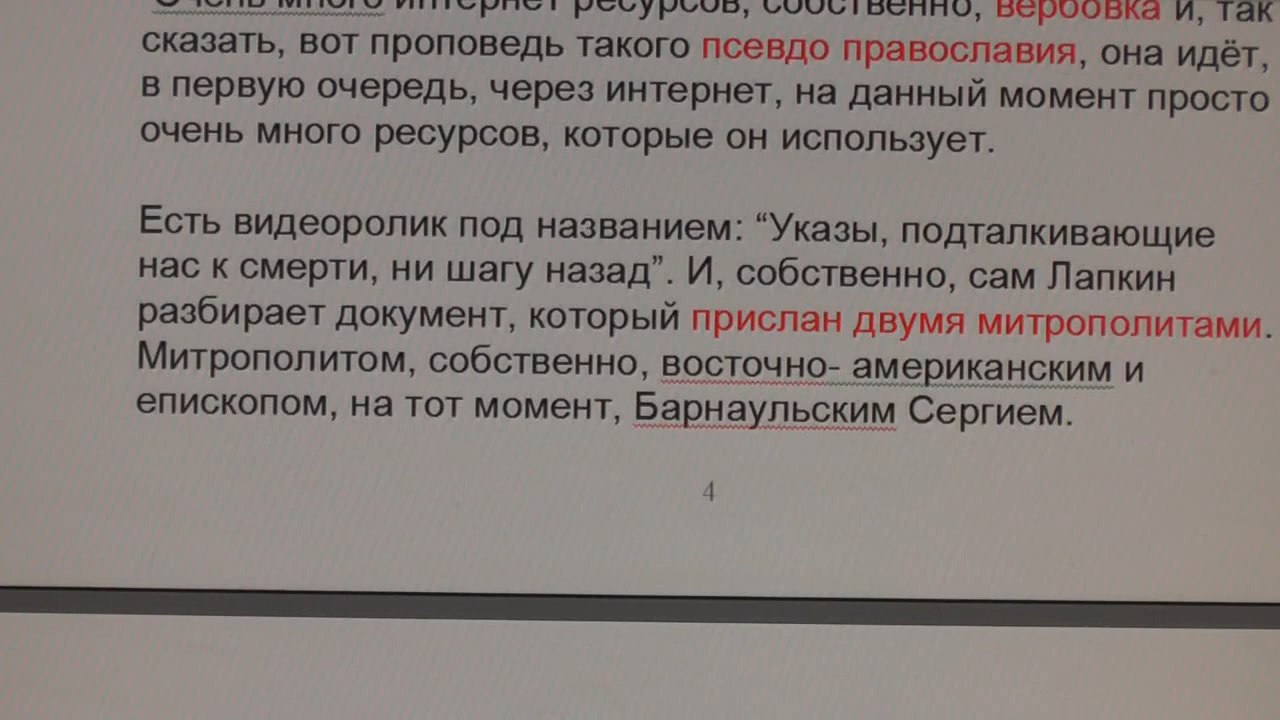 Очень много интернет ресурсов, собственно, вербовка и, так
сказать, вот проповедь такого псевдо православия, она идёт,
в первую очередь, через интернет, на данный момент просто
очень много ресурсов, которые он использует.
Есть видеоролик под названием: “Указы, подталкивающие
нас к смерти, ни шагу назад”. И, собственно, сам Лапкин
разбирает документ, который прислан двумя митрополитами.
Митрополитом, собственно, восточно- американским и
епископом, на тот момент, Барнаульским Сергием.
4